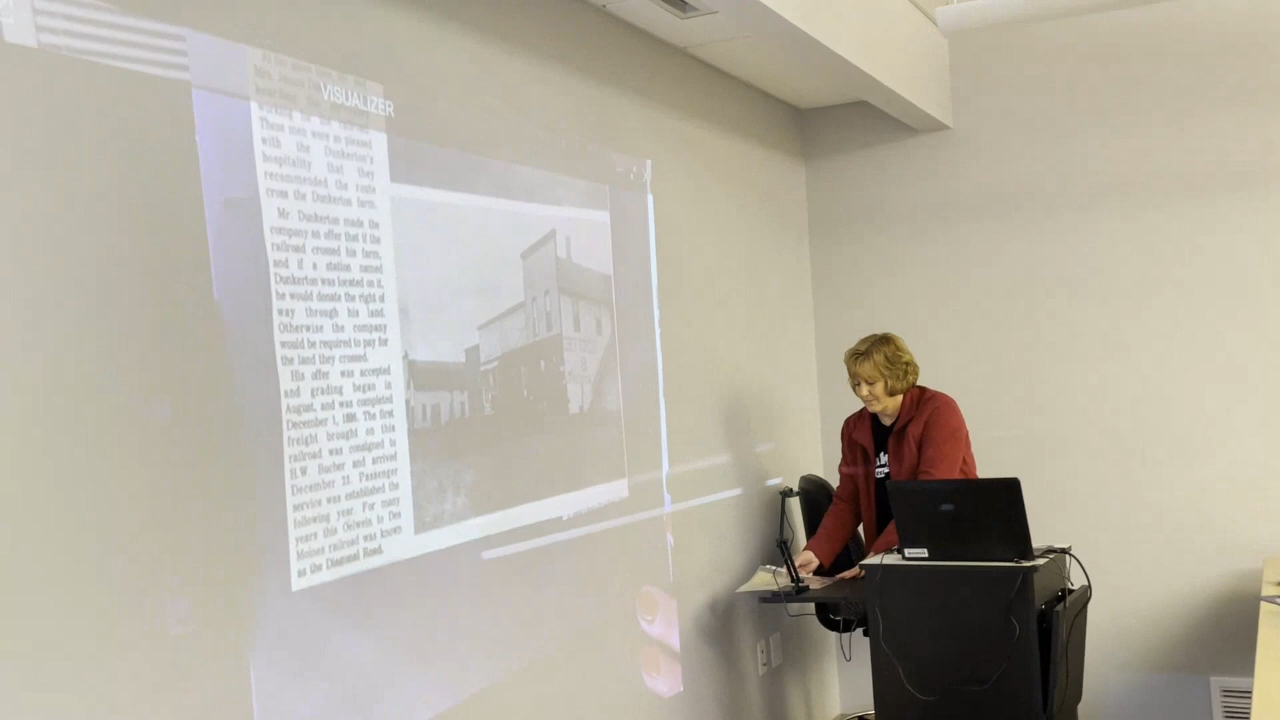 VISUALIZER
These men were so pleased
with the Dunkerton's
hospitality that they
recommended the route
cross the Dunkerton farm.
Mr. Dunkerton made the
company an offer that if the
railroad crossed his farm,
and if a station named
Dunkerton was located on it,
he would donate the right of
way through his land.
Otherwise the company
would be required to pay for
the land they crossed.
His offer was accepted
and grading began in
August, and was completed
December 1, 1886. The first
freight brought on this
railroad was consigned to
H.W. Bucher and arrived
December 23. Passenger
service was established the
following year. For many
years this Oelwein to Des
Moines railroad was known
as the Diagonal Road.